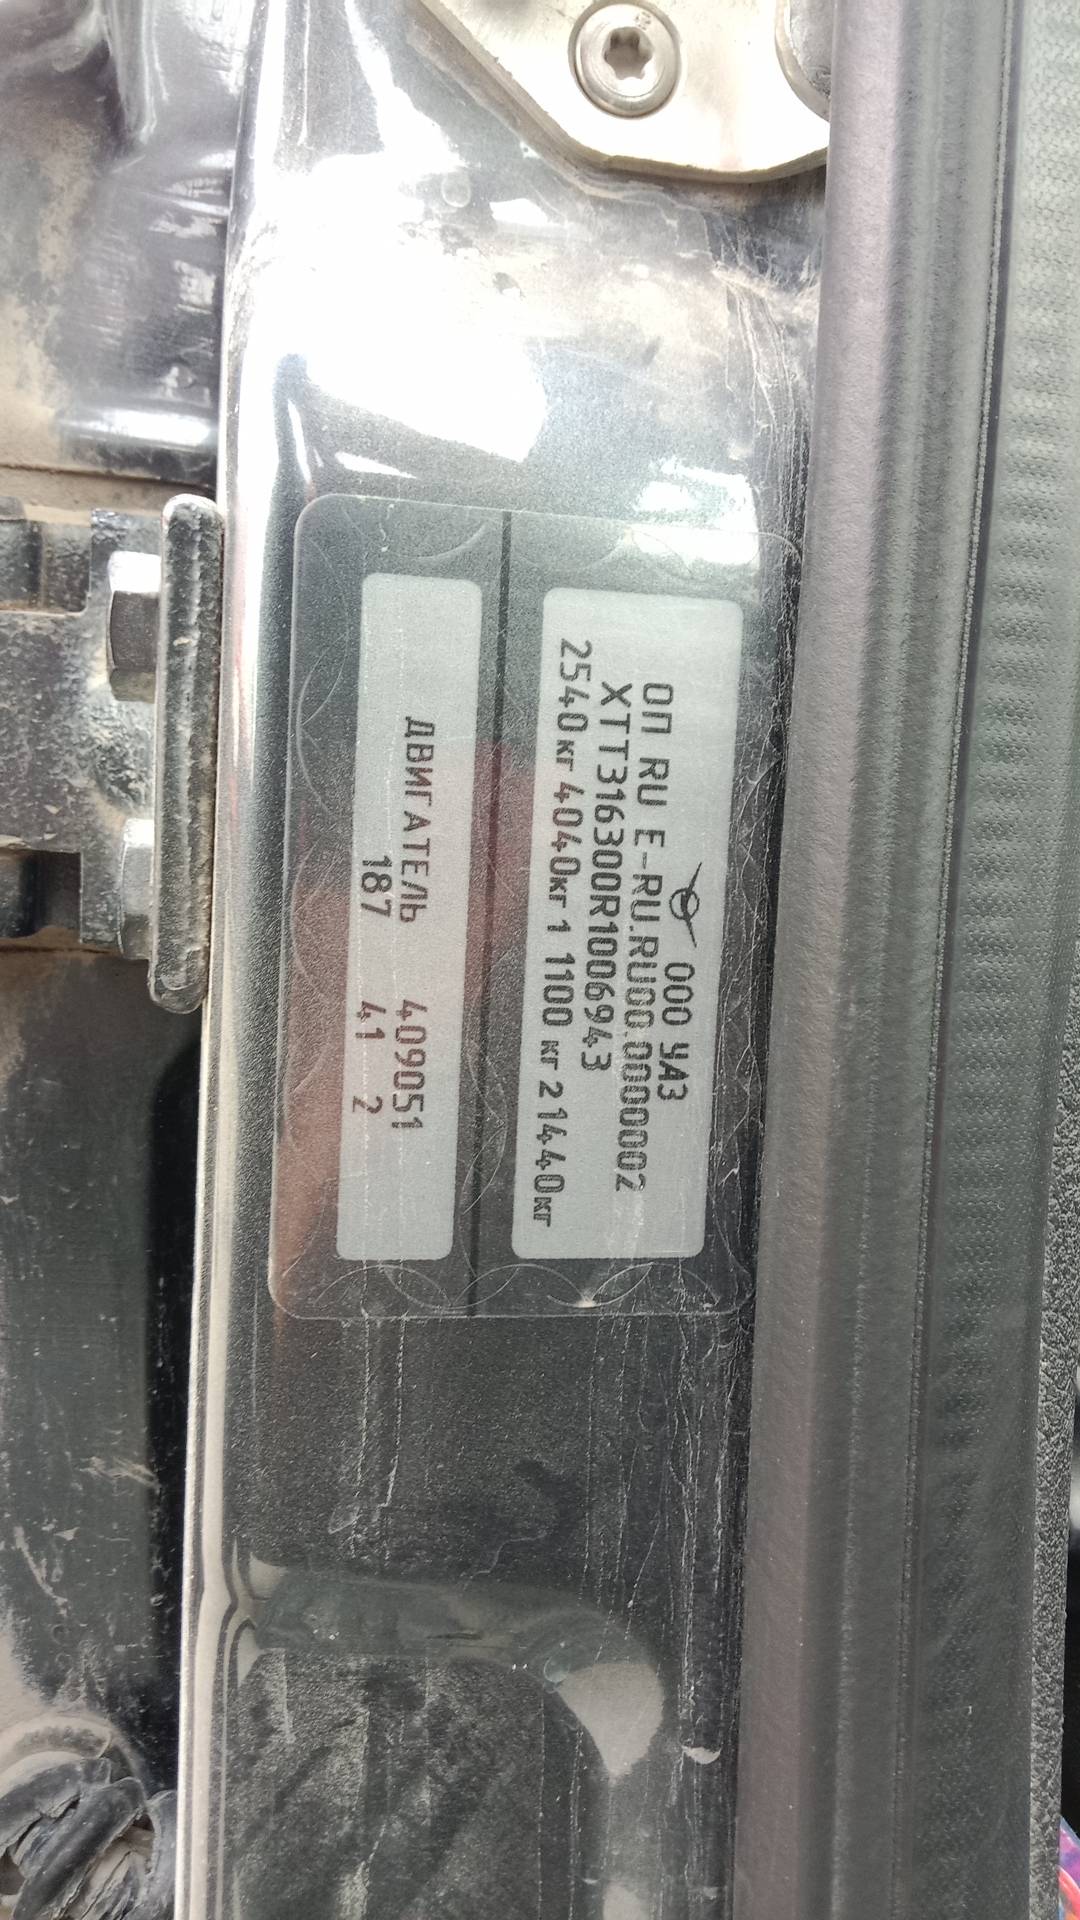 ООО УАЗ
ОП RU E-RU.RU00.000002
XTT316300R1006943
2540кг 4040кг 1 1100 кг 2 1440кг
ДВИГАТЕЛЬ 409051
187 41 2